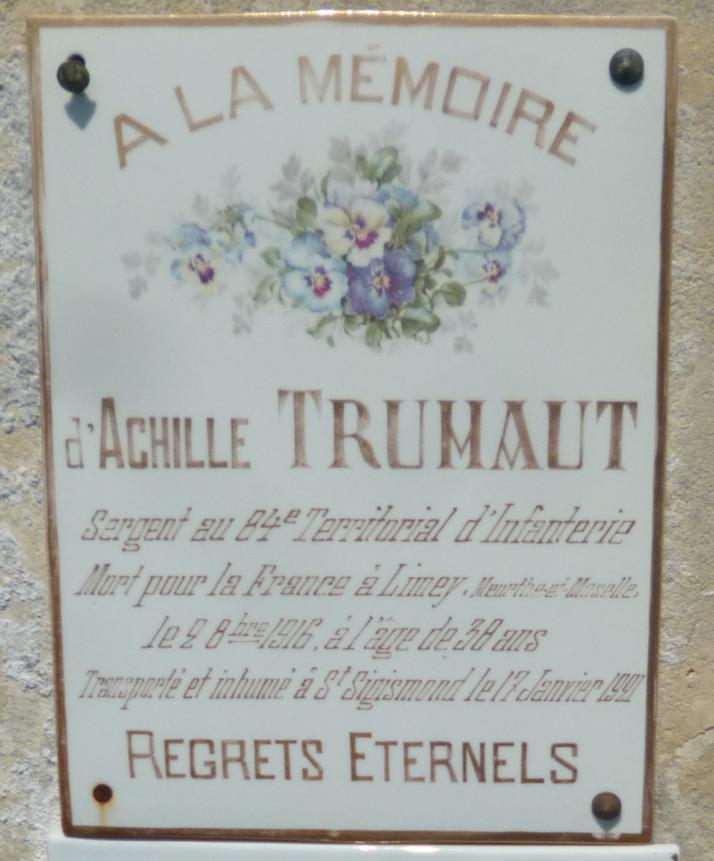 A LA MÉMOIRE
d'ACHILLE TRUMAUT
Sergent au 84e Territorial d'Infanterie
Mort pour la France à Limey, Meurthe-et-Moselle,
le 2 8bre 1916, à l'âge de 38 ans
Transporté et inhumé à St Sigismond le 17 Janvier
REGRETS ETERNELS